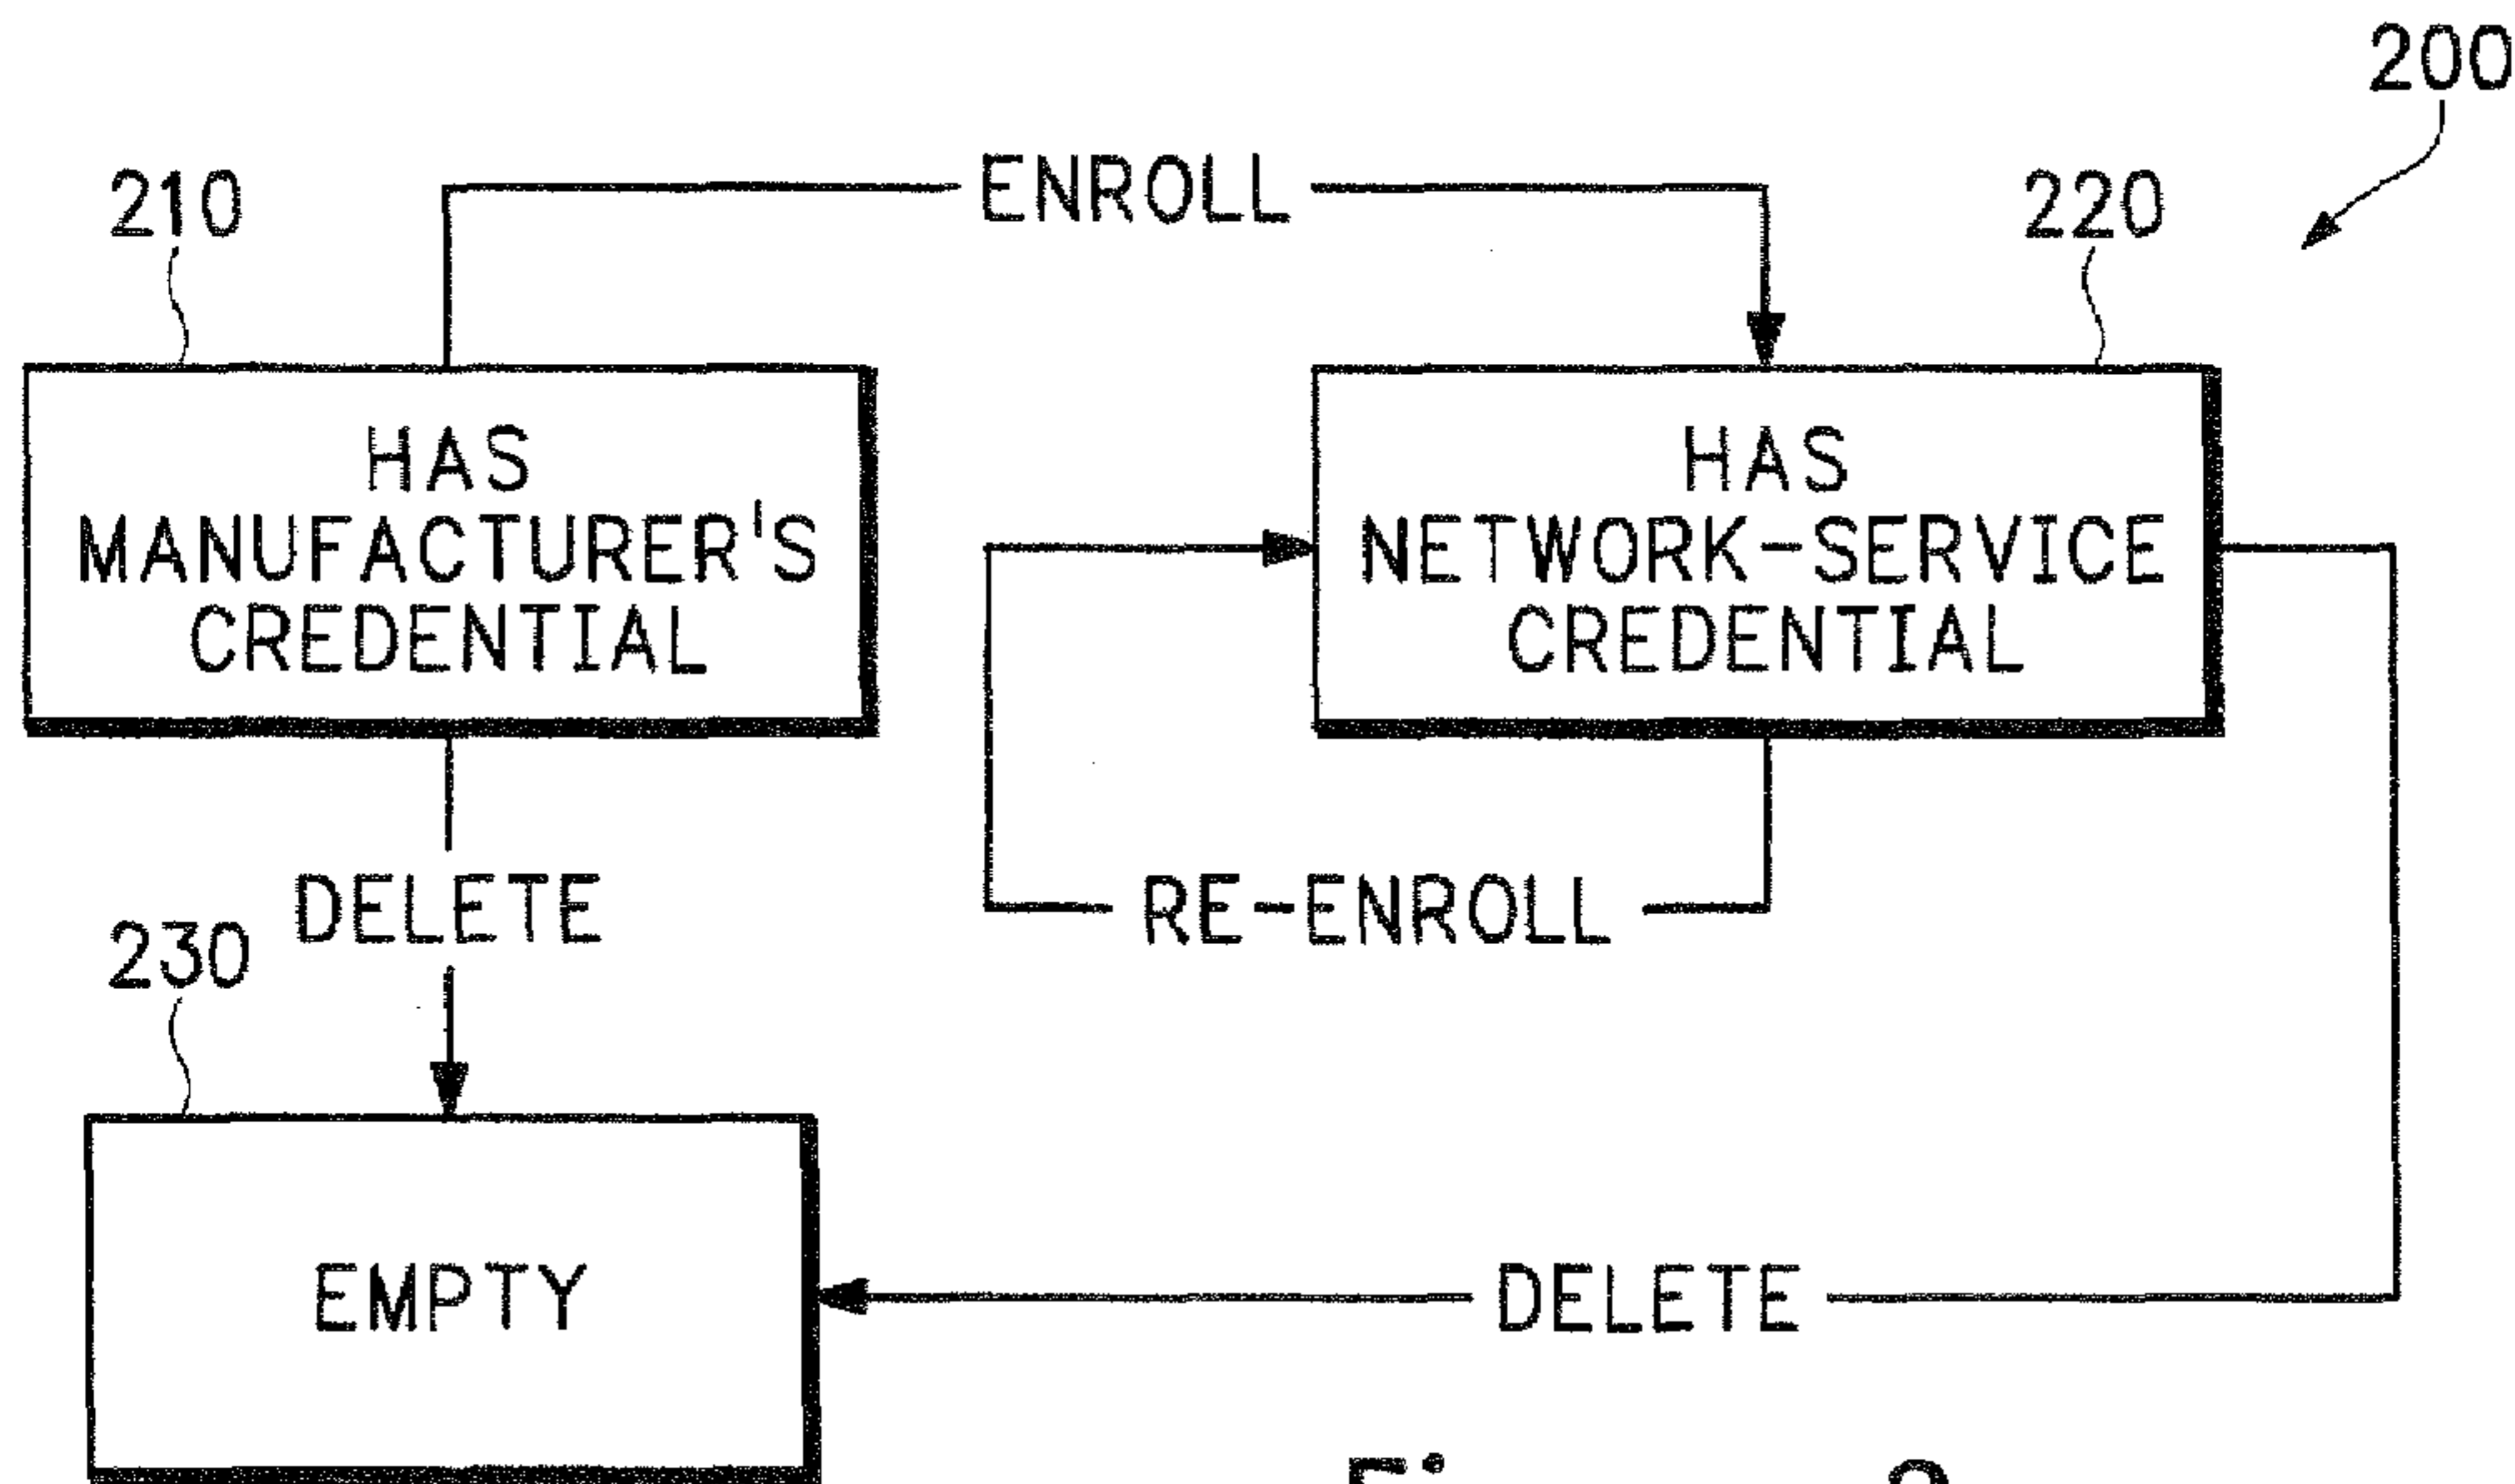 200
ENROLL
210
220
HAS
MANUFACTURER'S
CREDENTIAL
HAS
NETWORK-SERVICE
CREDENTIAL
DELETE
RE-ENROLL
230
EMPTY
DELETE